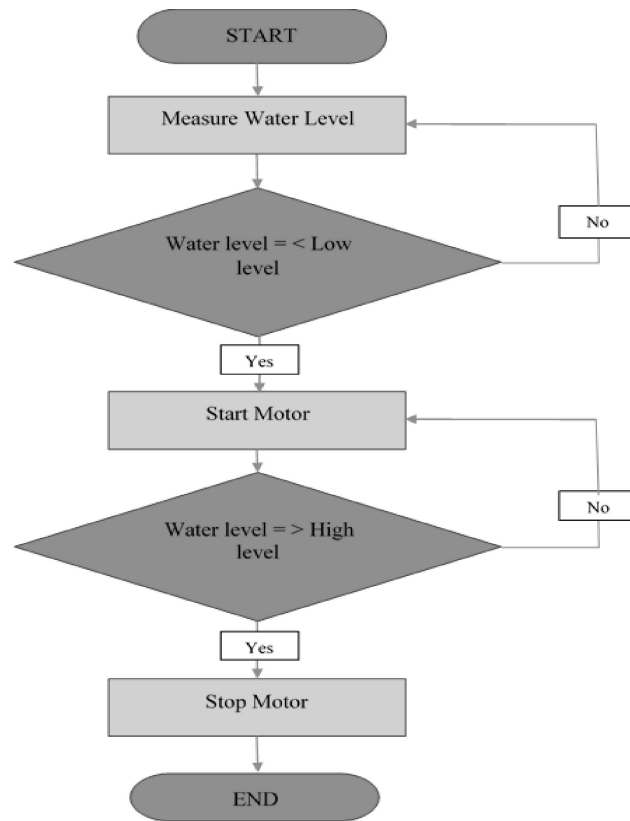 START
Measure Water Level
Water level = < Low
level
No
Yes
Start Motor
Water level = > High
level
No
Yes
Stop Motor
END